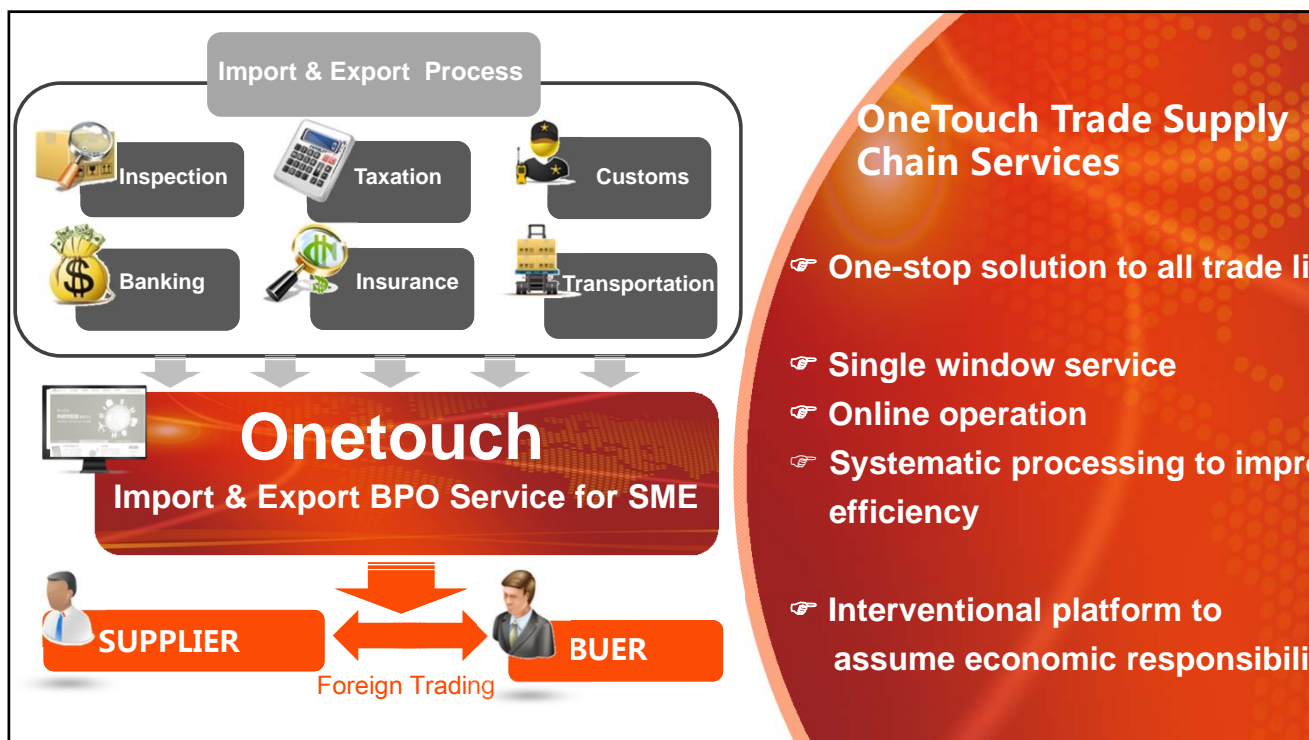 Import & Export Process
Inspection
Taxation
Customs
Banking
Insurance
Transportation
Onetouch
Import & Export BPO Service for SME
SUPPLIER
BUER
Foreign Trading
OneTouch Trade Supply
Chain Services
☞ One-stop solution to all trade li
☞ Single window service
☞ Online operation
☞ Systematic processing to impr
efficiency
☞ Interventional platform to
assume economic responsibili